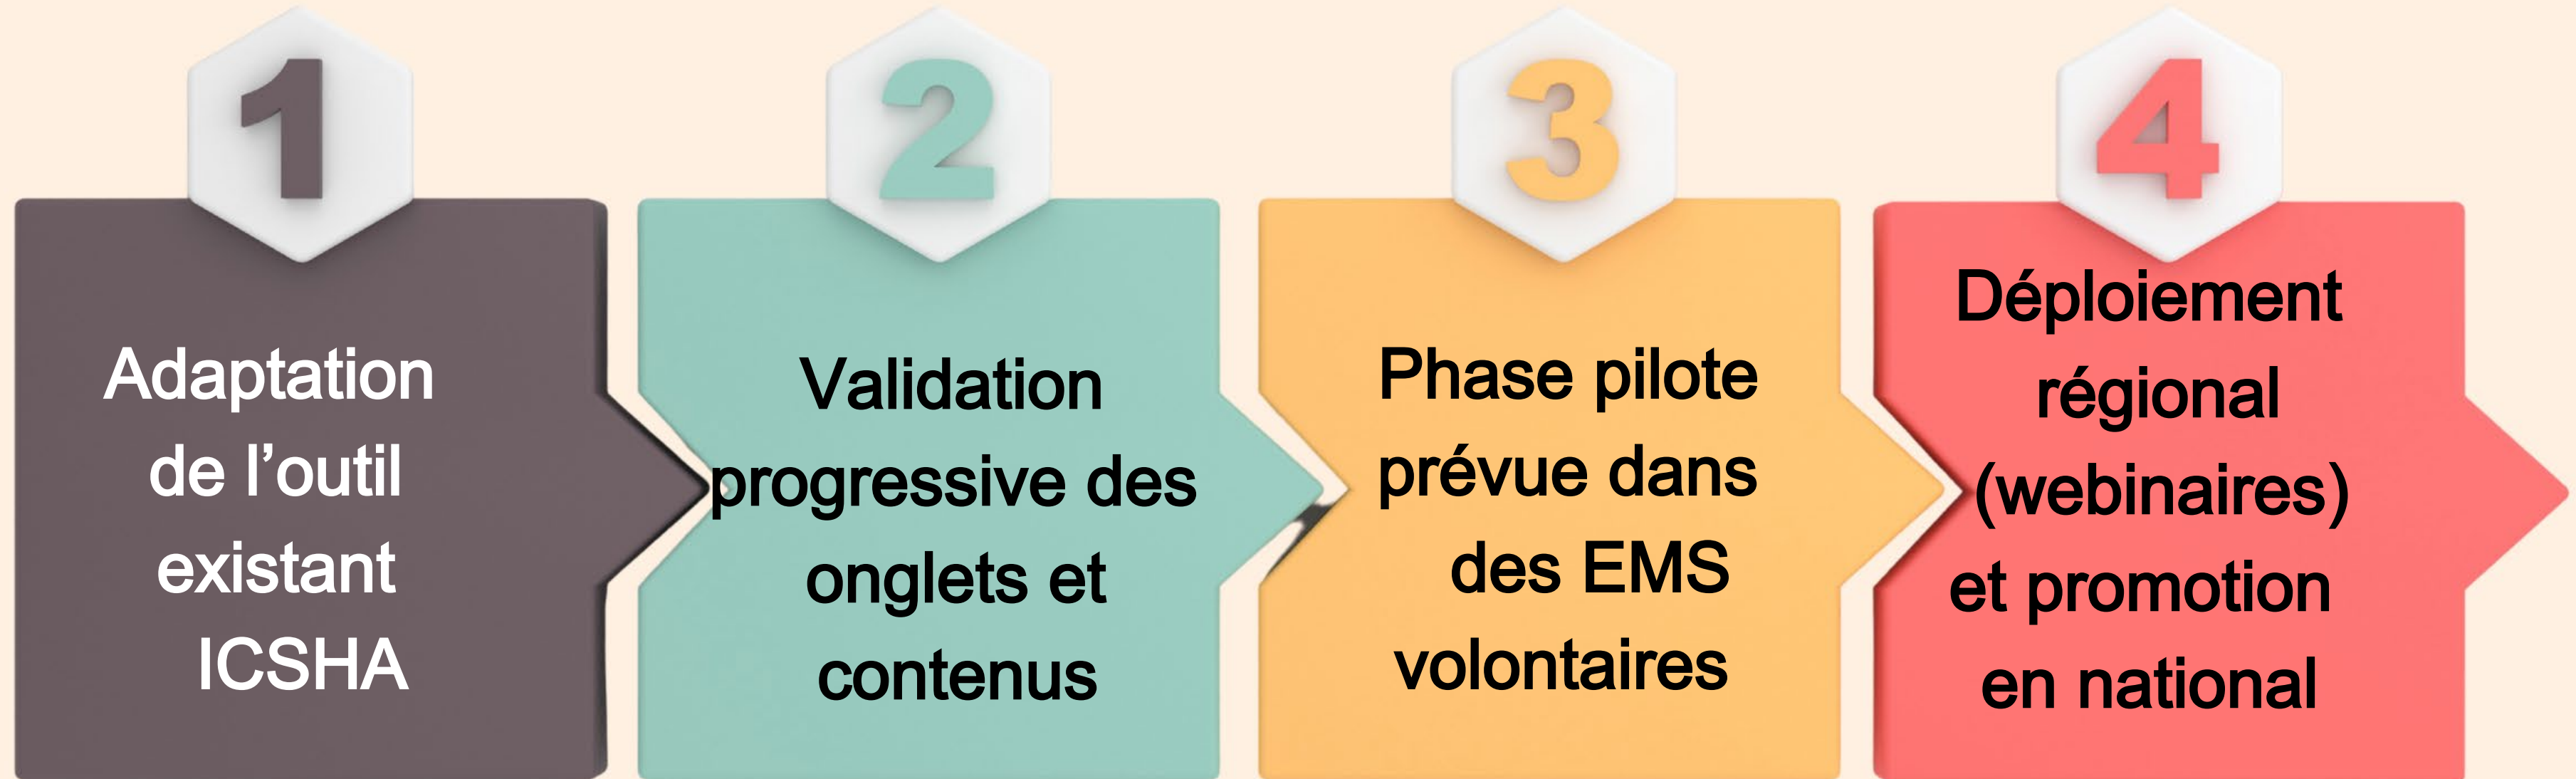 1
Adaptation
de l’outil
existant
ICSHA
2
Validation
progressive des
onglets et
contenus
3
Phase pilote
prévue dans
des EMS
volontaires
4
Déploiement
régional
(webinaires)
et promotion
en national